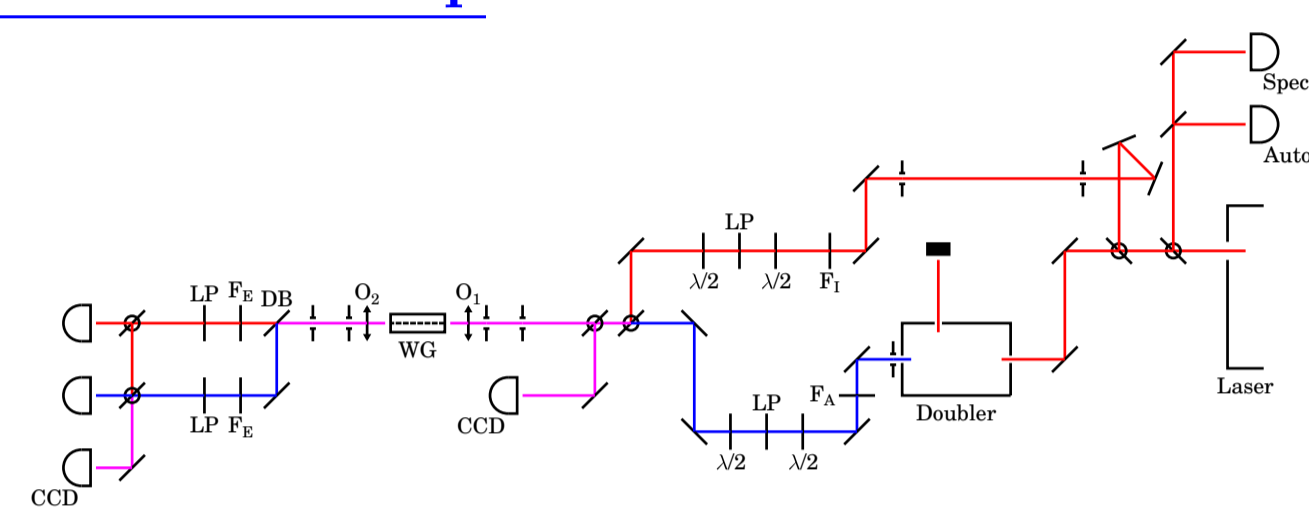 Spec
Auto
LP
λ/2 λ/2 F_I
LP F_E DB O_2 O_1
WG
Laser
LP F_A Doubler
LP F_E CCD
λ/2 λ/2
CCD